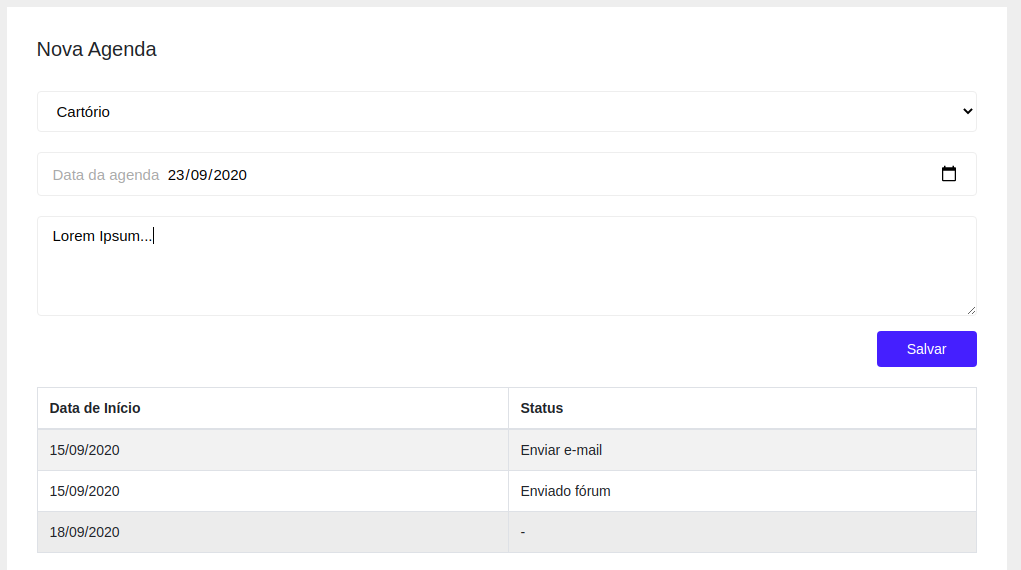 Nova Agenda
Cartório
Data da agenda 23/09/2020
Lorem Ipsum...
Salvar
Data de Início Status
15/09/2020 Enviar e-mail
15/09/2020 Enviado fórum
18/09/2020 -